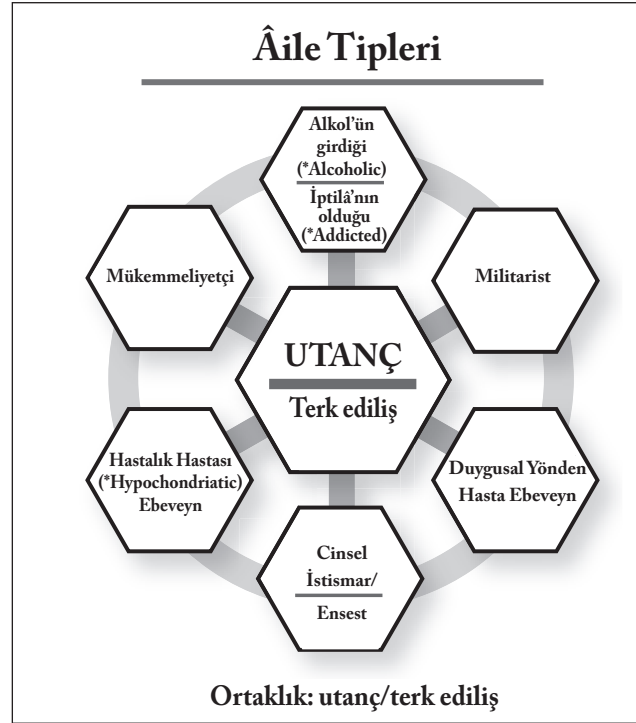 Âile Tipleri
Alkol'ün
girdiği
(*Alcoholic)
İptilâ'nın
olduğu
(*Addicted)
Mükemmeliyetçi
Militarist
UTANÇ
Terk ediliş
Hastalık Hastası
(*Hypochondriatic)
Ebeveyn
Duygusal Yönden
Hasta Ebeveyn
Cinsel
İstismar/
Ensest
Ortaklık: utanç/terk ediliş